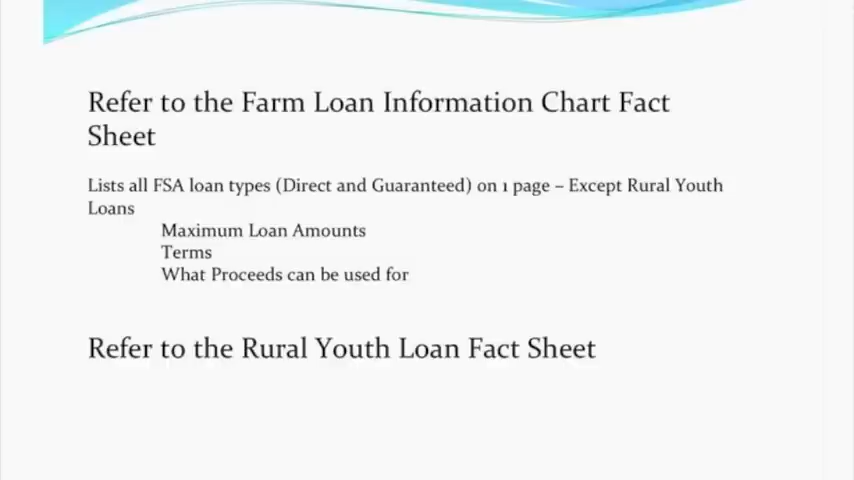 Refer to the Farm Loan Information Chart Fact
Sheet
Lists all FSA loan types (Direct and Guaranteed) on 1 page – Except Rural Youth
Loans
Maximum Loan Amounts
Terms
What Proceeds can be used for
Refer to the Rural Youth Loan Fact Sheet